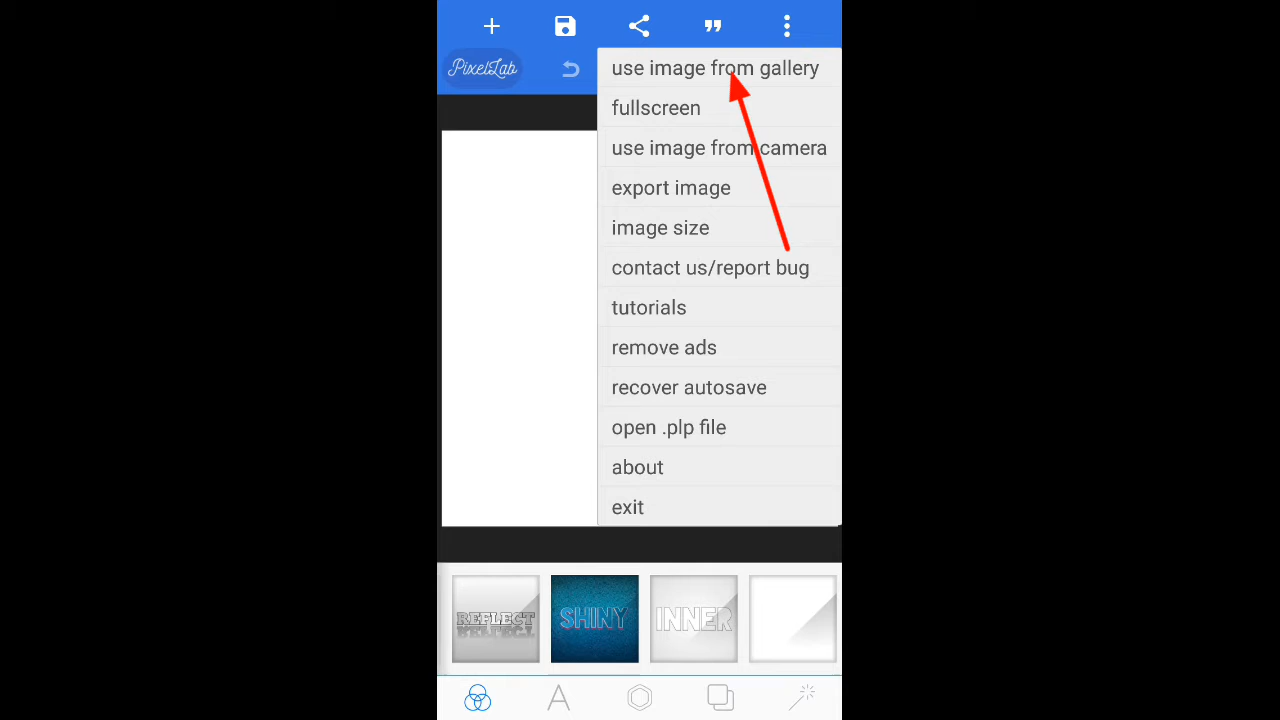 PixelLab
use image from gallery
fullscreen
use image from camera
export image
image size
contact us/report bug
tutorials
remove ads
recover autosave
open .plp file
about
exit
REFLECT
SHINY
INNER
A